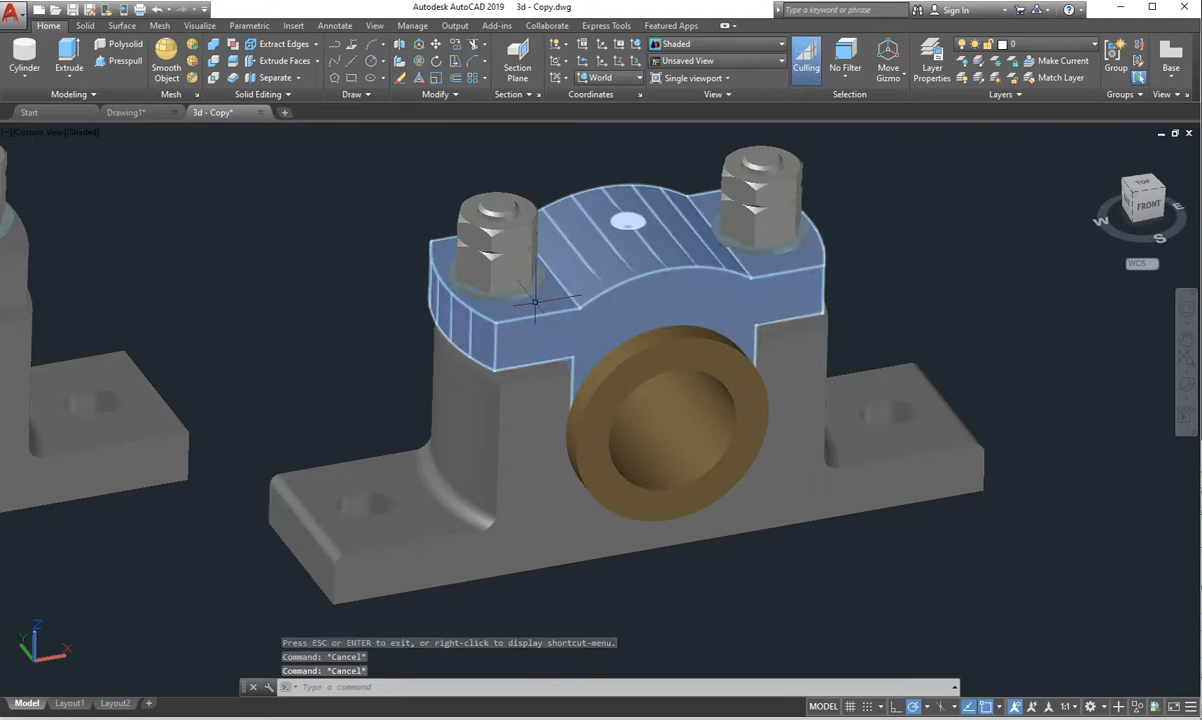 Autodesk AutoCAD 2019 3d - Copy.dwg
Type a keyword or phrase
Sign In
Home Solid Surface Mesh Visualize Parametric Insert Annotate View Manage Output Add-ins Collaborate Express Tools Featured Apps
Cylinder
Extrude
Polysolid
Presspull
Smooth
Object
Extract Edges
Extrude Faces
Separate
Section
Plane
World
Shaded
Unsaved View
Single viewport
Culling
No Filter
Move
Gizmo
Layer
Properties
0
Make Current
Match Layer
Group
Base
Modeling Mesh Solid Editing Draw Modify Section Coordinates View Selection Layers Groups View
Start Drawing1* 3d - Copy*
[−][Custom View][Shaded]
TOP
FRONT
W
S
E
WCS
Z
Y
X
Press ESC or ENTER to exit, or right-click to display shortcut-menu.
Command: *Cancel*
Command: *Cancel*
Type a command
Model Layout1 Layout2 +
MODEL
1:1